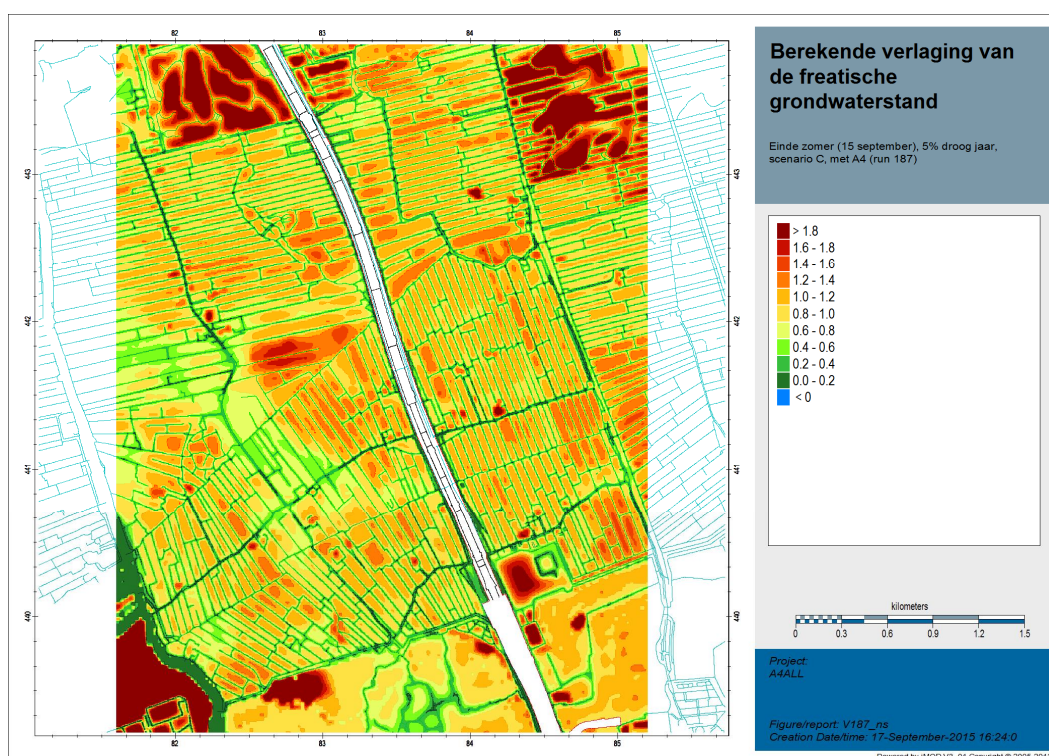 82 83 84 85
Berekende verlaging van
de freatische
grondwaterstand
Einde zomer (15 september), 5% droog jaar,
scenario C, met A4 (run 187)
443
443
442
442
441
441
440
440
> 1.8
1.6 - 1.8
1.4 - 1.6
1.2 - 1.4
1.0 - 1.2
0.8 - 1.0
0.6 - 0.8
0.4 - 0.6
0.2 - 0.4
0.0 - 0.2
< 0
kilometers
0 0.3 0.6 0.9 1.2 1.5
Project:
A4ALL
Figure/report: V187_ns
Creation Date/time: 17-September-2015 16:24:0
82 83 84 85
Powered by iMOD